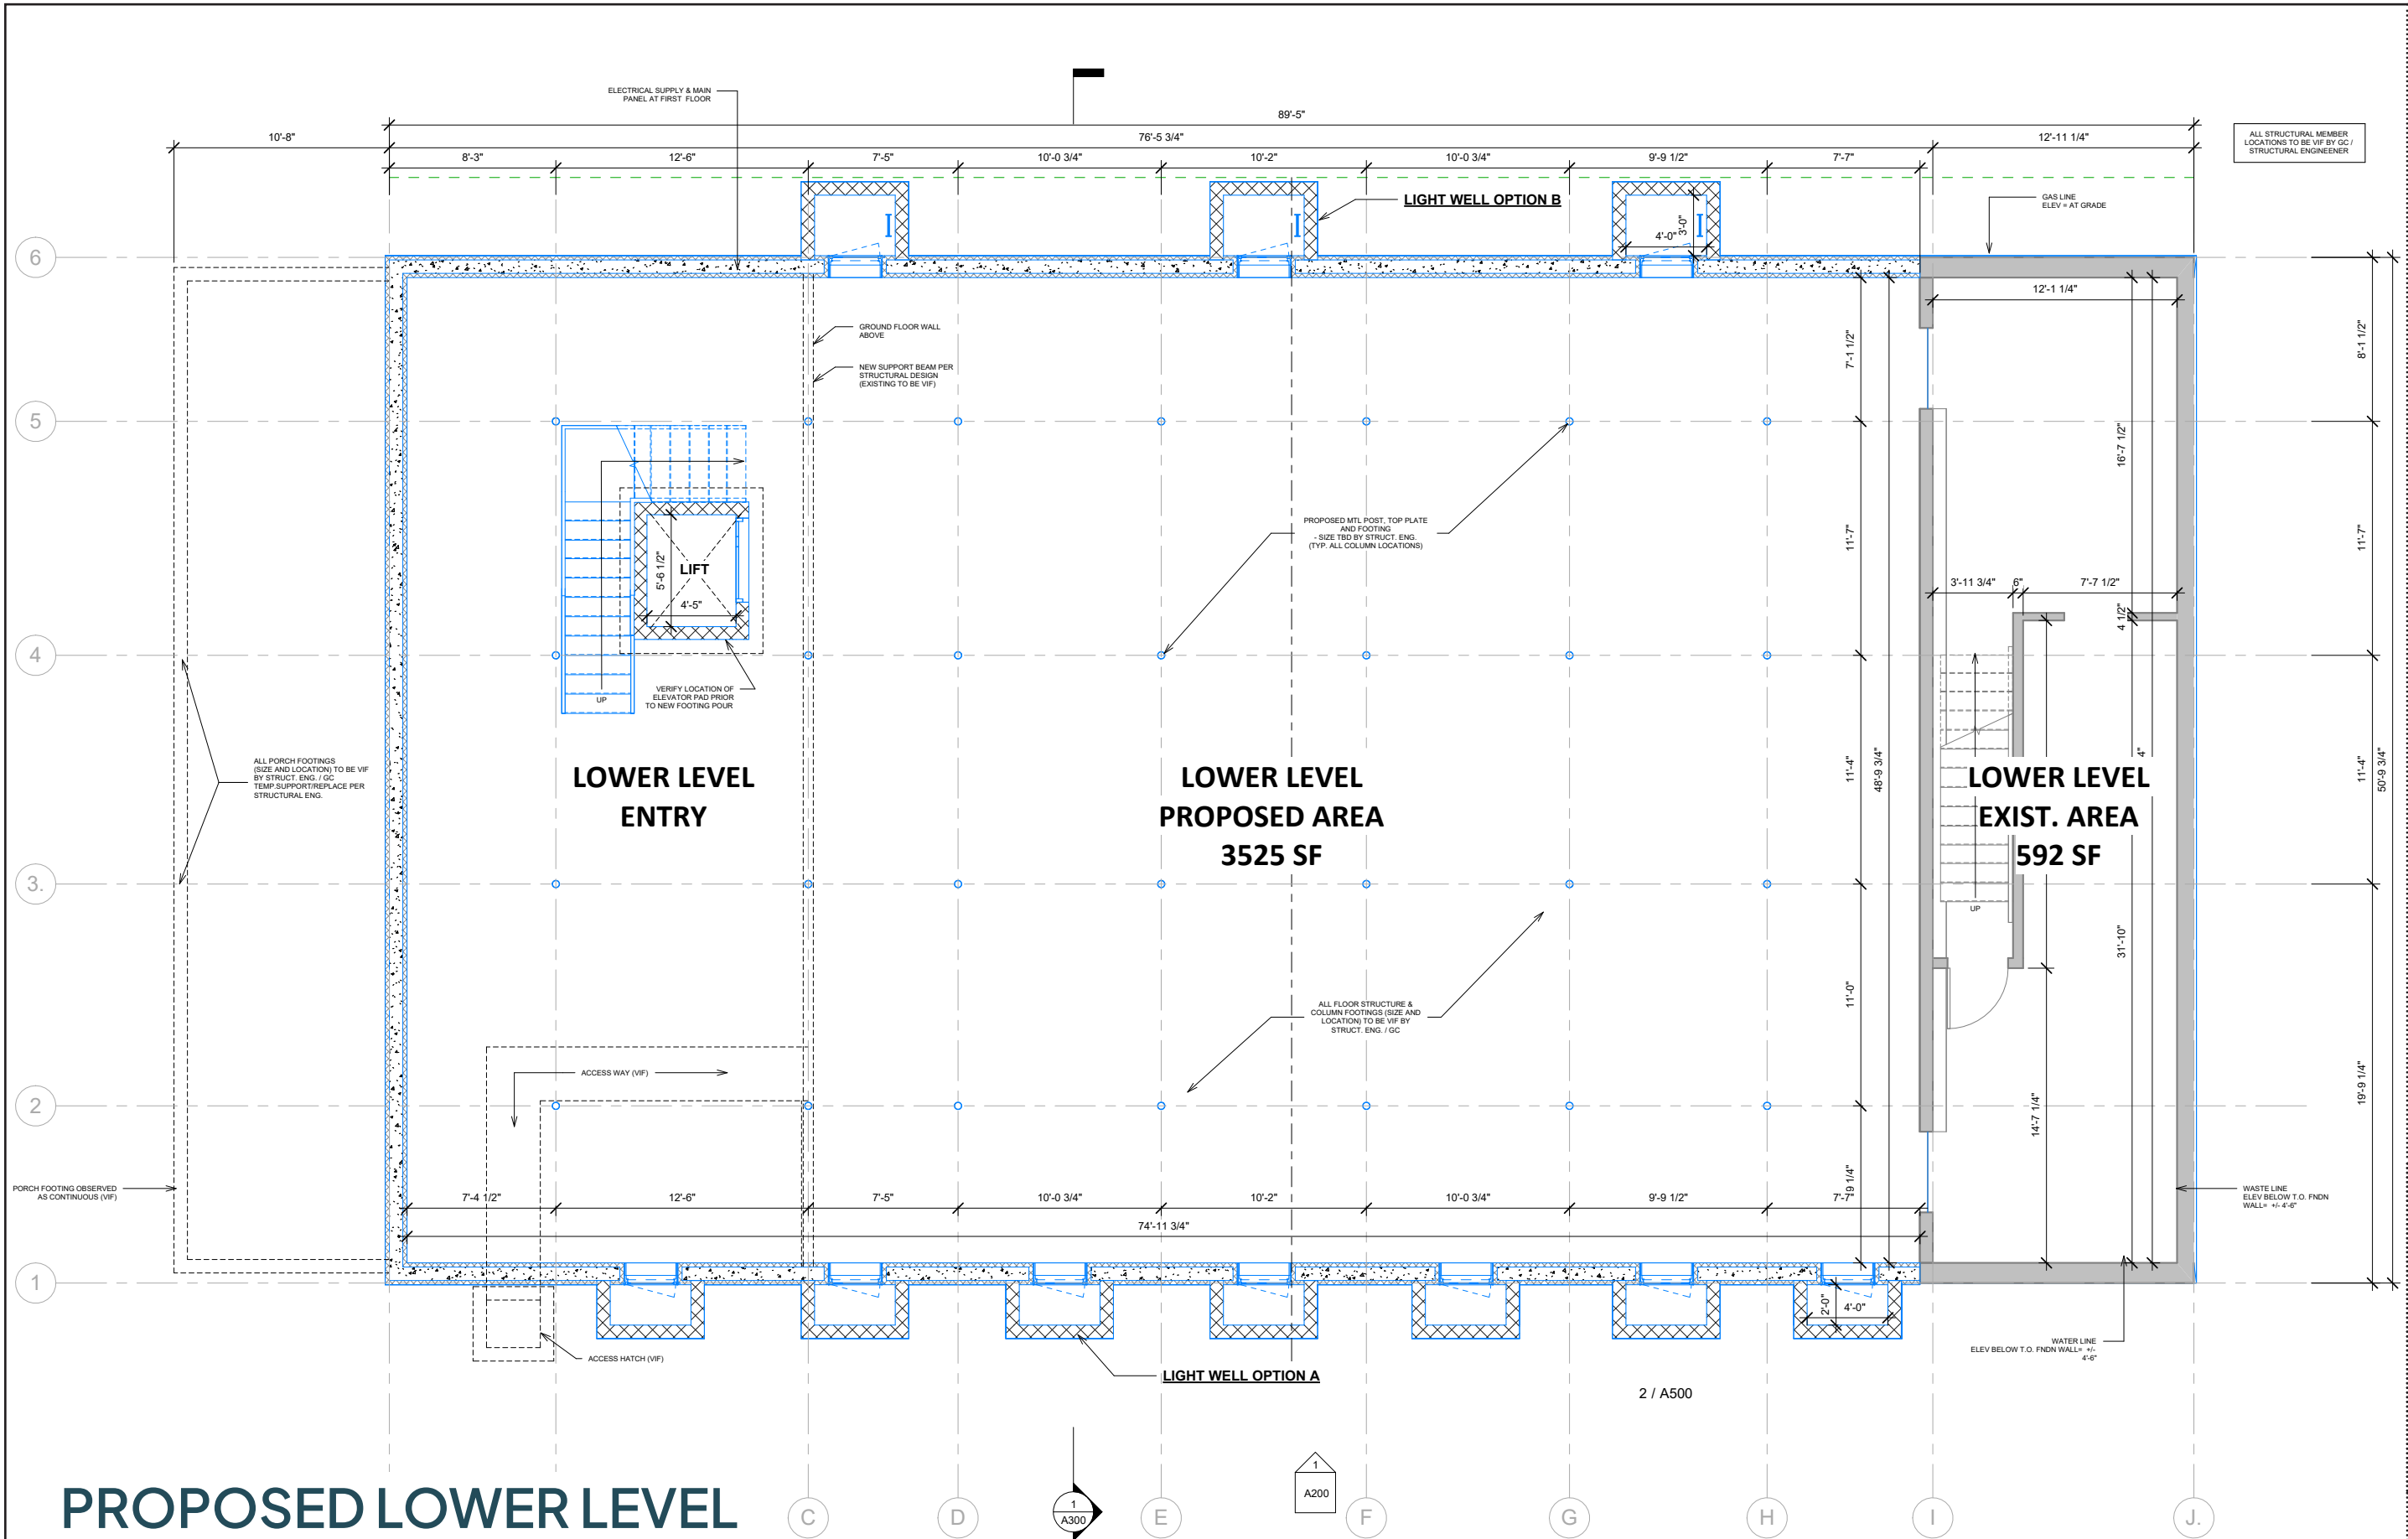 ELECTRICAL SUPPLY & MAIN
PANEL AT FIRST FLOOR
89'-5"
10'-8"
76'-5 3/4"
12'-11 1/4"
ALL STRUCTURAL MEMBER
LOCATIONS TO BE VIF BY GC /
STRUCTURAL ENGINEENER
8'-3"
12'-6"
7'-5"
10'-0 3/4"
10'-2"
10'-0 3/4"
9'-9 1/2"
7'-7"
LIGHT WELL OPTION B
GAS LINE
ELEV = AT GRADE
4'-0"
3'-0"
6
12'-1 1/4"
GROUND FLOOR WALL
ABOVE
NEW SUPPORT BEAM PER
STRUCTURAL DESIGN
(EXISTING TO BE VIF)
7'-1 1/2"
8'-1 1/2"
5
16'-7 1/2"
PROPOSED MTL POST, TOP PLATE
AND FOOTING
- SIZE TBD BY STRUCT. ENG.
(TYP. ALL COLUMN LOCATIONS)
11'-7"
11'-7"
LIFT
5'-6 1/2"
4'-5"
3'-11 3/4"
6"
7'-7 1/2"
4 1/2"
4
UP
VERIFY LOCATION OF
ELEVATOR PAD PRIOR
TO NEW FOOTING POUR
ALL PORCH FOOTINGS
(SIZE AND LOCATION) TO BE VIF
BY STRUCT. ENG. / GC
TEMP.SUPPORT/REPLACE PER
STRUCTURAL ENG.
LOWER LEVEL
ENTRY
LOWER LEVEL
PROPOSED AREA
3525 SF
11'-4"
48'-9 3/4"
4"
LOWER LEVEL
EXIST. AREA
592 SF
11'-4"
50'-9 3/4"
3.
UP
31'-10"
ALL FLOOR STRUCTURE &
COLUMN FOOTINGS (SIZE AND
LOCATION) TO BE VIF BY
STRUCT. ENG. / GC
11'-0"
ACCESS WAY (VIF)
2
14'-7 1/4"
19'-9 1/4"
PORCH FOOTING OBSERVED
AS CONTINUOUS (VIF)
7'-4 1/2"
12'-6"
7'-5"
10'-0 3/4"
10'-2"
10'-0 3/4"
9'-9 1/2"
7'-7"
9 1/4"
74'-11 3/4"
WASTE LINE
ELEV BELOW T.O. FNDN
WALL= +/- 4'-6"
1
2'-0"
4'-0"
ACCESS HATCH (VIF)
WATER LINE
ELEV BELOW T.O. FNDN WALL= +/-
4'-6"
LIGHT WELL OPTION A
2 / A500
PROPOSED LOWER LEVEL
C
D
1
A300
E
1
A200
F
G
H
I
J.